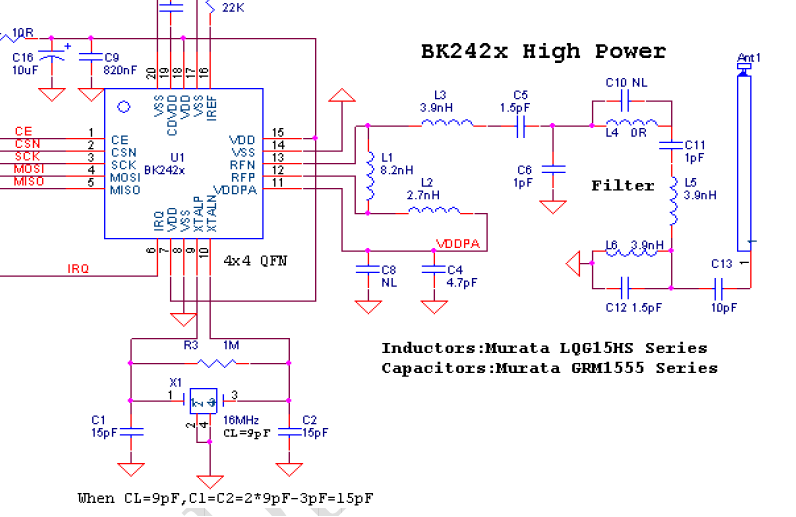 22K
10R
BK242x High Power
C16
10uF
+
C9
820nF
Ant1
20
19
18
17
16
VSS
CDVDD
VDD
VSS
IREF
C10 NL
L3
3.9nH
C5
1.5pF
L4 0R
C11
1pF
CE
1
CE
CSN
2
CSN
SCK
3
SCK
MOSI
4
MOSI
MISO
5
MISO
U1
BK242x
VDD
15
VSS
14
RFN
13
RFP
12
VDDPA
11
L1
8.2nH
L2
2.7nH
C6
1pF
Filter
L5
3.9nH
IRQ
VDD
VSS
XTALP
XTALN
6
7
8
9
10
4x4 QFN
IRQ
VDDPA
C8
NL
C4
4.7pF
L6 3.9nH
C12 1.5pF
C13
10pF
1
R3 1M
Inductors:Murata LQG15HS Series
Capacitors:Murata GRM1555 Series
X1
1
3
2
4
16MHz
CL=9pF
C1
15pF
C2
15pF
When CL=9pF,C1=C2=2*9pF-3pF=15pF